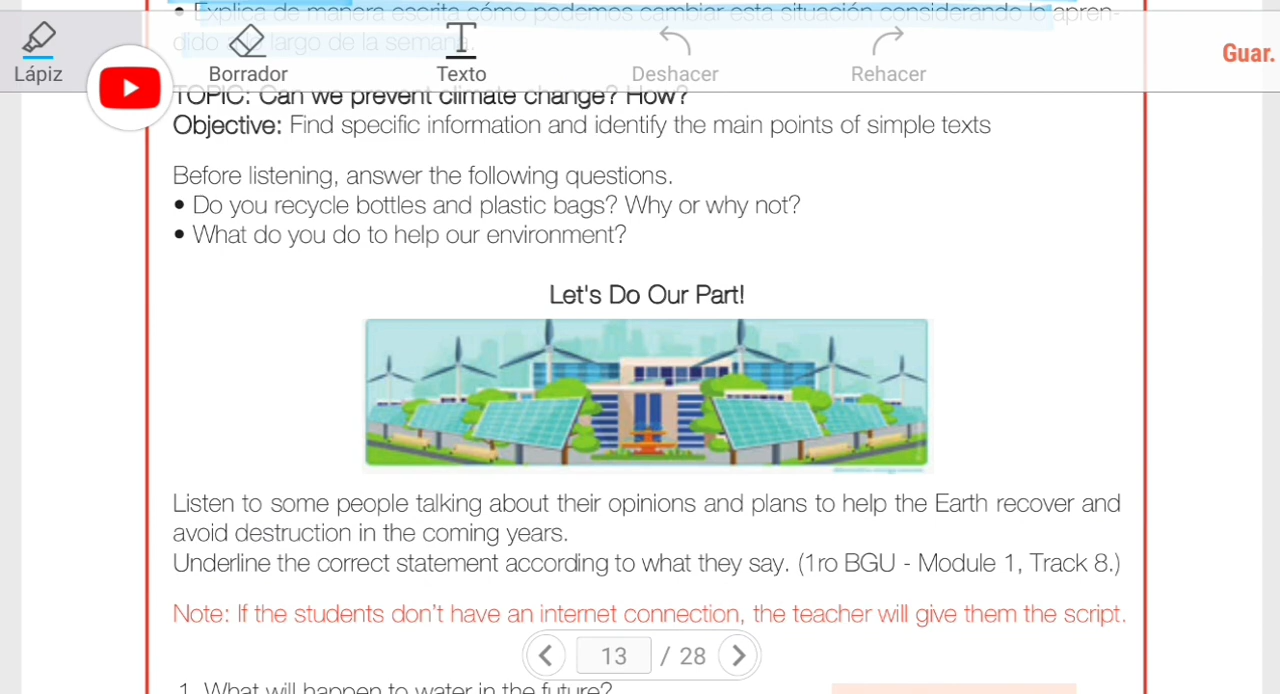 • Explica de manera escrita cómo podemos cambiar esta situación considerando lo apren-
dido a lo largo de la semana.
Lápiz
Borrador
Texto
Deshacer
Rehacer
Guar.
TOPIC: Can we prevent climate change? How?
Objective: Find specific information and identify the main points of simple texts
Before listening, answer the following questions.
• Do you recycle bottles and plastic bags? Why or why not?
• What do you do to help our environment?
Let's Do Our Part!
Listen to some people talking about their opinions and plans to help the Earth recover and
avoid destruction in the coming years.
Underline the correct statement according to what they say. (1ro BGU - Module 1, Track 8.)
Note: If the students don't have an internet connection, the teacher will give them the script.
13 / 28
1. What will happen to water in the future?